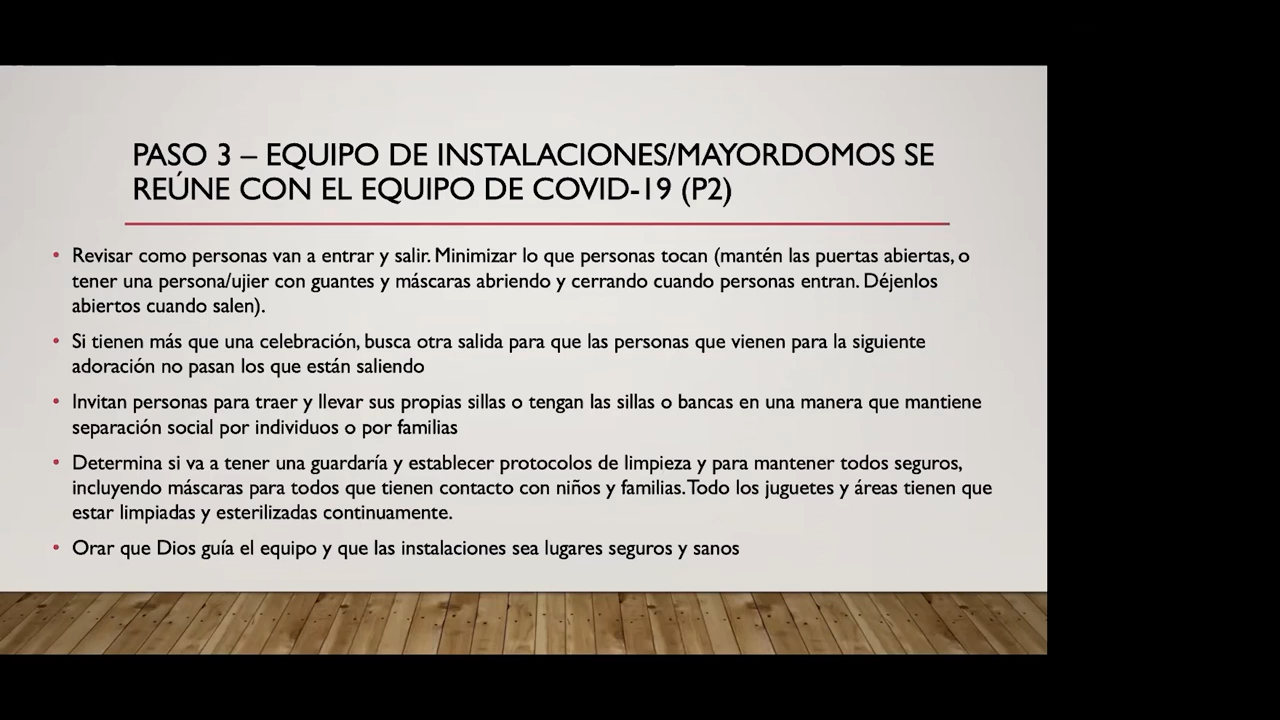 PASO 3 – EQUIPO DE INSTALACIONES/MAYORDOMOS SE
REÚNE CON EL EQUIPO DE COVID-19 (P2)
• Revisar como personas van a entrar y salir. Minimizar lo que personas tocan (mantén las puertas abiertas, o
tener una persona/ujier con guantes y máscaras abriendo y cerrando cuando personas entran. Déjenlos
abiertos cuando salen).
• Si tienen más que una celebración, busca otra salida para que las personas que vienen para la siguiente
adoración no pasan los que están saliendo
• Invitan personas para traer y llevar sus propias sillas o tengan las sillas o bancas en una manera que mantiene
separación social por individuos o por familias
• Determina si va a tener una guardaría y establecer protocolos de limpieza y para mantener todos seguros,
incluyendo máscaras para todos que tienen contacto con niños y familias. Todo los juguetes y áreas tienen que
estar limpiadas y esterilizadas continuamente.
• Orar que Dios guía el equipo y que las instalaciones sea lugares seguros y sanos